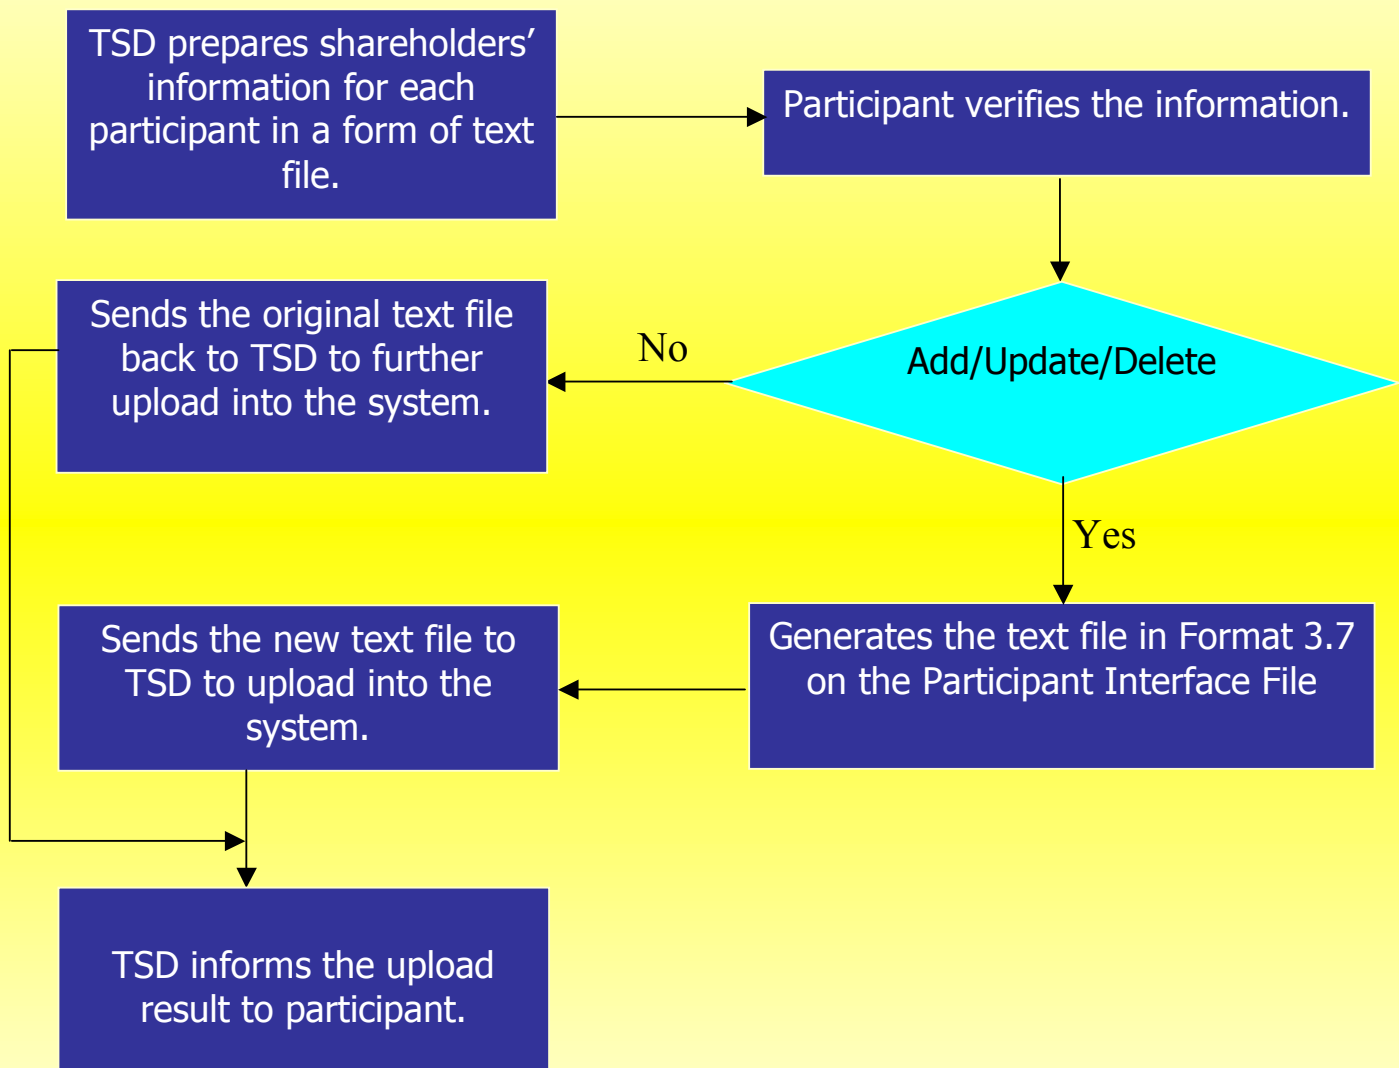 TSD prepares shareholders’
information for each
participant in a form of text
file.
Participant verifies the information.
Add/Update/Delete
No
Sends the original text file
back to TSD to further
upload into the system.
Yes
Generates the text file in Format 3.7
on the Participant Interface File
Sends the new text file to
TSD to upload into the
system.
TSD informs the upload
result to participant.